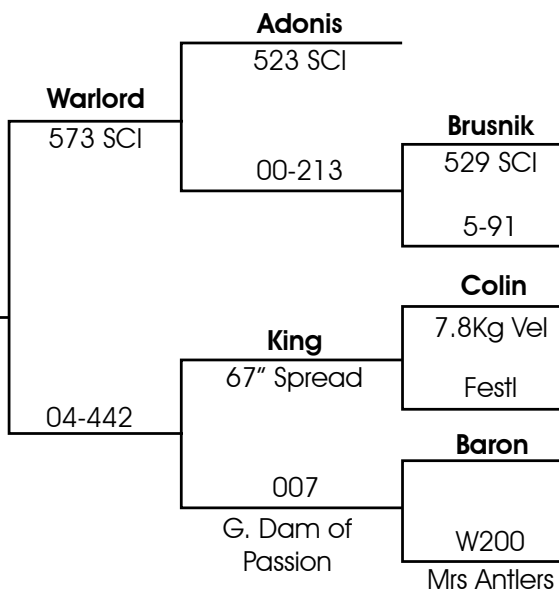 Adonis
523 SCI
Warlord
573 SCI
Brusnik
529 SCI
00-213
5-91
Colin
7.8Kg Vel
King
67” Spread
Festl
04-442
Baron
007
G. Dam of
Passion
W200
Mrs Antlers